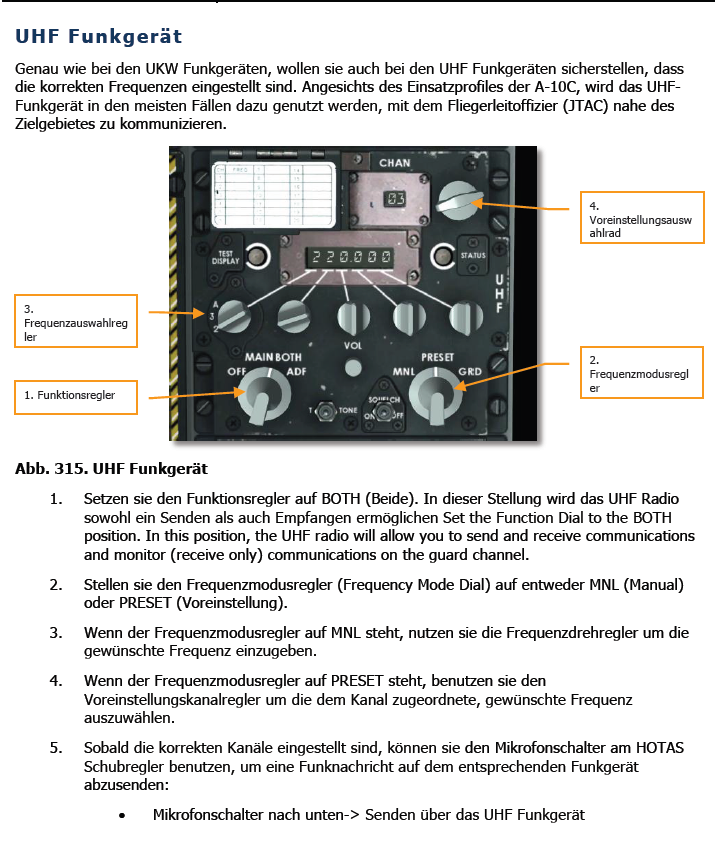 UHF Funkgerät
Genau wie bei den UKW Funkgeräten, wollen sie auch bei den UHF Funkgeräten sicherstellen, dass
die korrekten Frequenzen eingestellt sind. Angesichts des Einsatzprofiles der A-10C, wird das UHF-
Funkgerät in den meisten Fällen dazu genutzt werden, mit dem Fliegerleitoffizier (JTAC) nahe des
Zielgebietes zu kommunizieren.
CHAN
FREQ
03
4.
Voreinstellungsausw
ahlrad
TEST
DISPLAY
220.000
STATUS
UHF
3.
Frequenzauswahlreg
ler
A
3
2
VOL
MAIN BOTH
OFF
ADF
PRESET
MNL
GRD
2.
Frequenzmodusregl
er
1. Funktionsregler
T
TONE
SQUELCH
ON
OFF
Abb. 315. UHF Funkgerät
1. Setzen sie den Funktionsregler auf BOTH (Beide). In dieser Stellung wird das UHF Radio
sowohl ein Senden als auch Empfangen ermöglichen Set the Function Dial to the BOTH
position. In this position, the UHF radio will allow you to send and receive communications
and monitor (receive only) communications on the guard channel.
2. Stellen sie den Frequenzmodusregler (Frequency Mode Dial) auf entweder MNL (Manual)
oder PRESET (Voreinstellung).
3. Wenn der Frequenzmodusregler auf MNL steht, nutzen sie die Frequenzdrehregler um die
gewünschte Frequenz einzugeben.
4. Wenn der Frequenzmodusregler auf PRESET steht, benutzen sie den
Voreinstellungskanalregler um die dem Kanal zugeordnete, gewünschte Frequenz
auszuwählen.
5. Sobald die korrekten Kanäle eingestellt sind, können sie den Mikrofonschalter am HOTAS
Schubregler benutzen, um eine Funknachricht auf dem entsprechenden Funkgerät
abzusenden:
• Mikrofonschalter nach unten-> Senden über das UHF Funkgerät